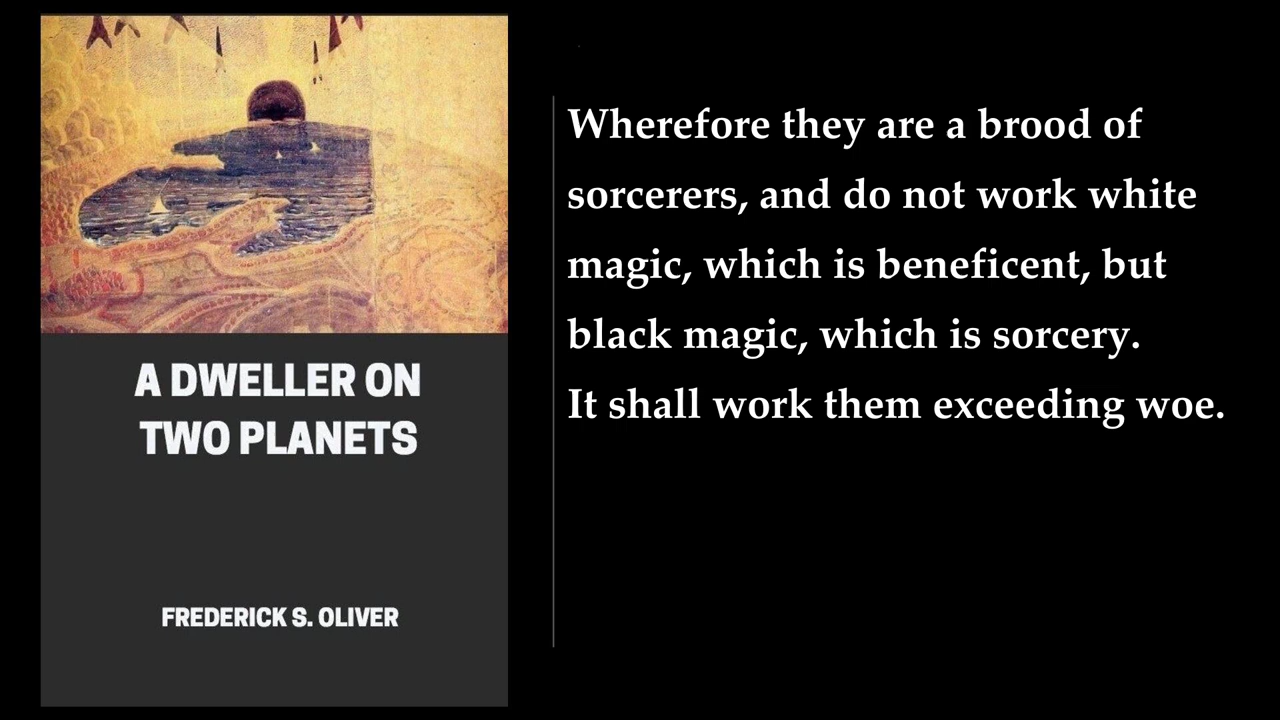 A DWELLER ON
TWO PLANETS
FREDERICK S. OLIVER
Wherefore they are a brood of
sorcerers, and do not work white
magic, which is beneficent, but
black magic, which is sorcery.
It shall work them exceeding woe.